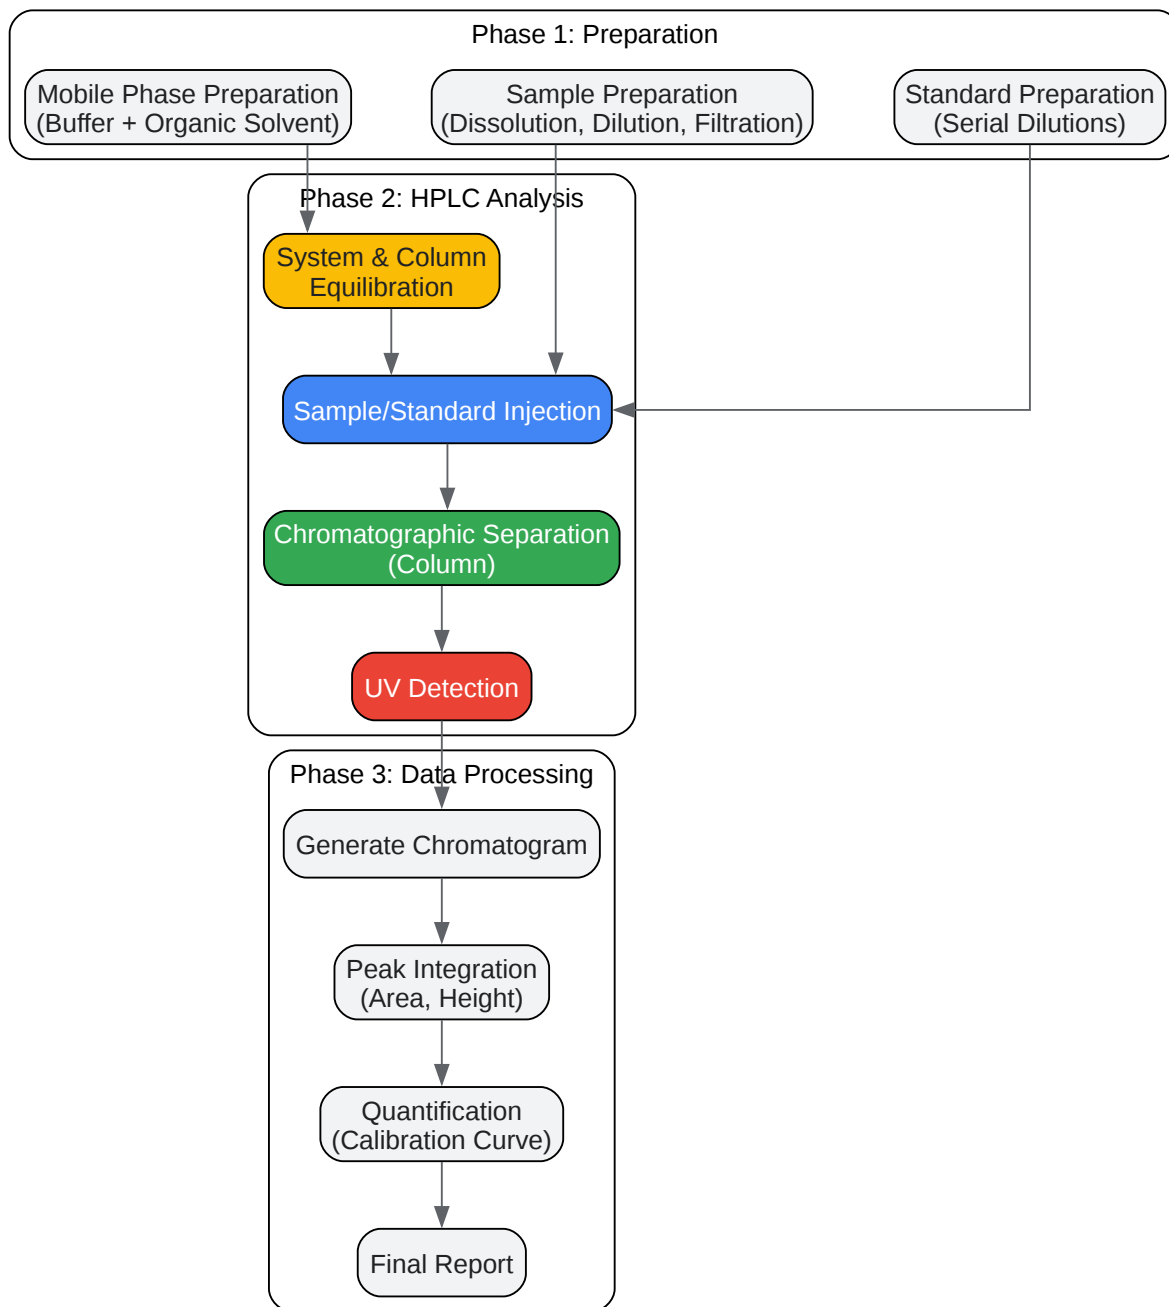 Phase 1: Preparation
Mobile Phase Preparation
(Buffer + Organic Solvent)
Sample Preparation
(Dissolution, Dilution, Filtration)
Standard Preparation
(Serial Dilutions)
Phase 2: HPLC Analysis
System & Column
Equilibration
Sample/Standard Injection
Chromatographic Separation
(Column)
UV Detection
Phase 3: Data Processing
Generate Chromatogram
Peak Integration
(Area, Height)
Quantification
(Calibration Curve)
Final Report